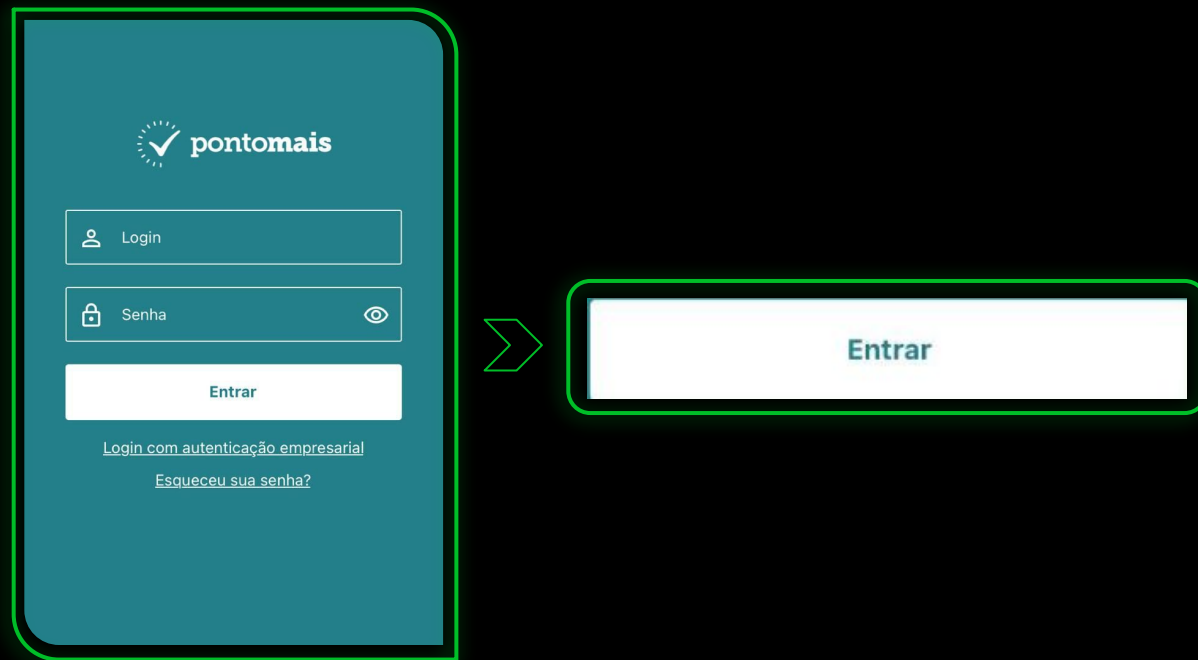 pontomais
Login
Senha
Entrar
Login com autenticação empresarial
Esqueceu sua senha?
Entrar